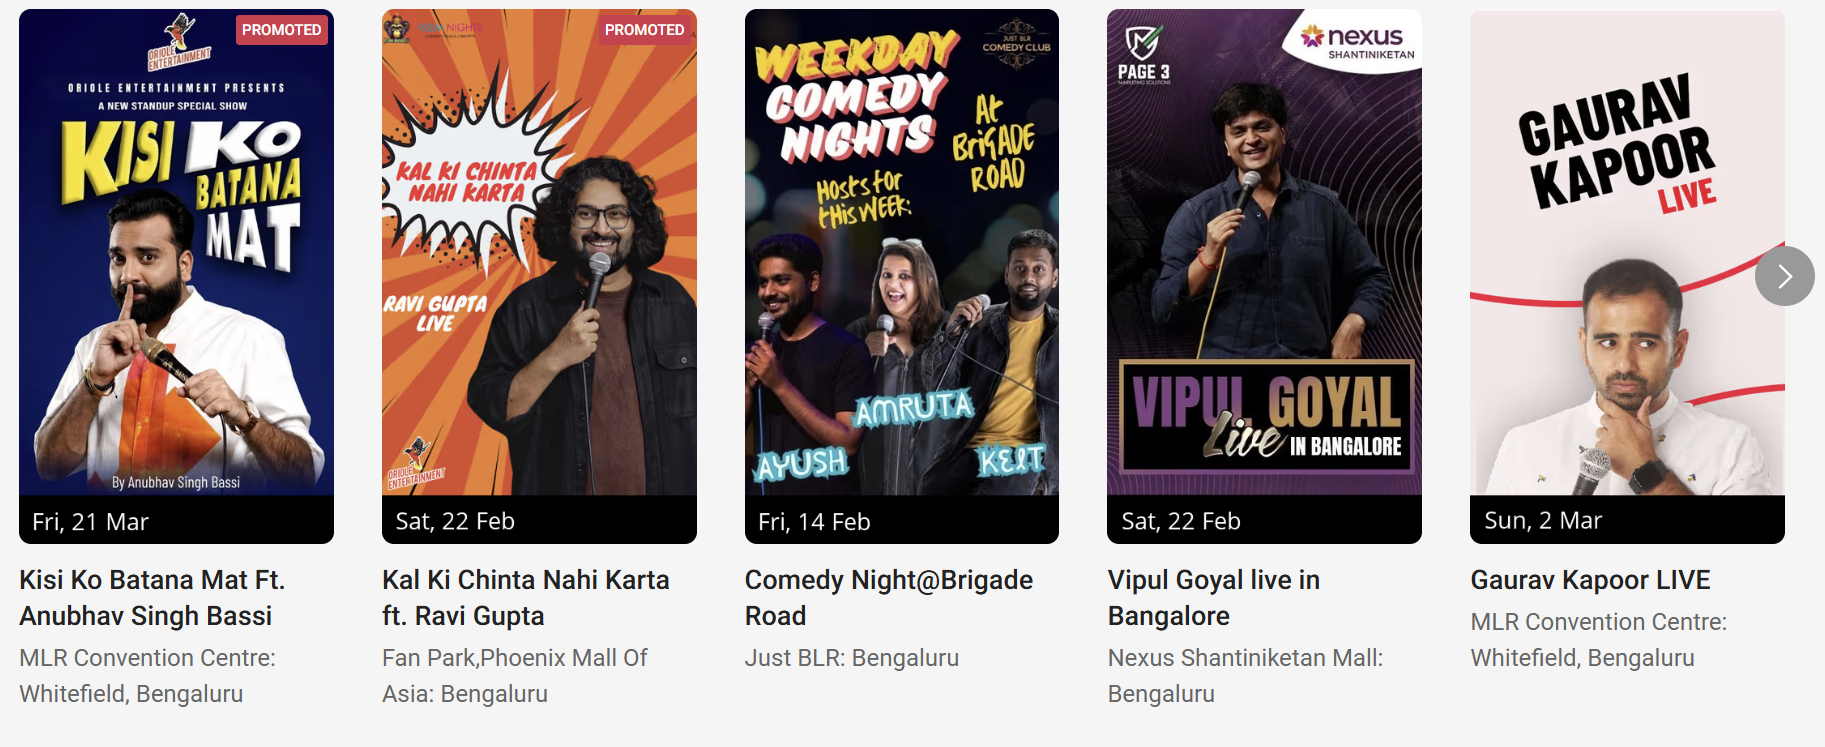 ORIOLE
ENTERTAINMENT
PROMOTED
ORIOLE ENTERTAINMENT PRESENTS
A NEW STANDUP SPECIAL SHOW
KISI KO
BATANA
MAT
By Anubhav Singh Bassi
Fri, 21 Mar
Kisi Ko Batana Mat Ft.
Anubhav Singh Bassi
MLR Convention Centre:
Whitefield, Bengaluru
NIGHTS
PROMOTED
KAL KI CHINTA
NAHI KARTA
RAVI GUPTA
LIVE
ORIOLE
ENTERTAINMENT
Sat, 22 Feb
Kal Ki Chinta Nahi Karta
ft. Ravi Gupta
Fan Park,Phoenix Mall Of
Asia: Bengaluru
JUST BLR
COMEDY CLUB
WEEKDAY
COMEDY
NIGHTS
At
BRiGADE
ROAD
Hosts for
tHis WEEK:
AMRUTA
AYUSH
KEIT
Fri, 14 Feb
Comedy Night@Brigade
Road
Just BLR: Bengaluru
PAGE 3
MARKETING SOLUTIONS
nexus
SHANTINIKETAN
VIPUL GOYAL
Live IN BANGALORE
Sat, 22 Feb
Vipul Goyal live in
Bangalore
Nexus Shantiniketan Mall:
Bengaluru
GAURAV
KAPOOR
LIVE
Sun, 2 Mar
Gaurav Kapoor LIVE
MLR Convention Centre:
Whitefield, Bengaluru